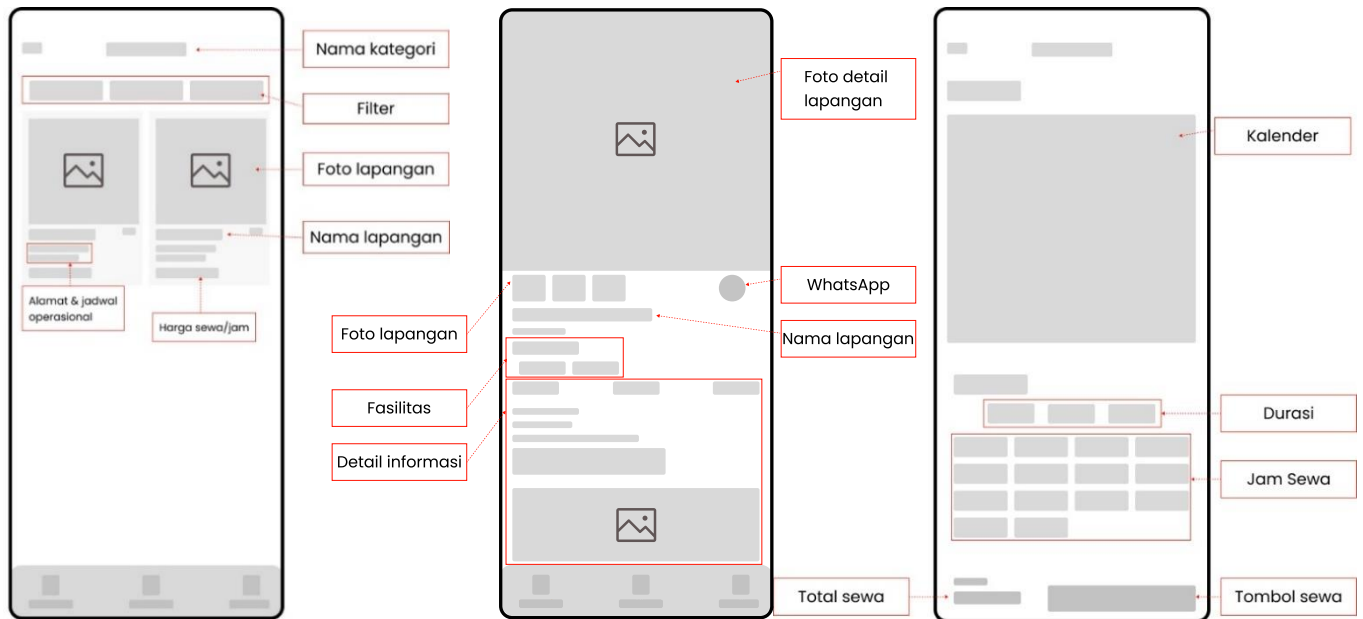 Nama kategori
Filter
Foto lapangan
Nama lapangan
Alamat & jadwal
operasional
Harga sewa/jam
Foto detail
lapangan
WhatsApp
Nama lapangan
Foto lapangan
Fasilitas
Detail informasi
Kalender
Durasi
Jam Sewa
Total sewa
Tombol sewa